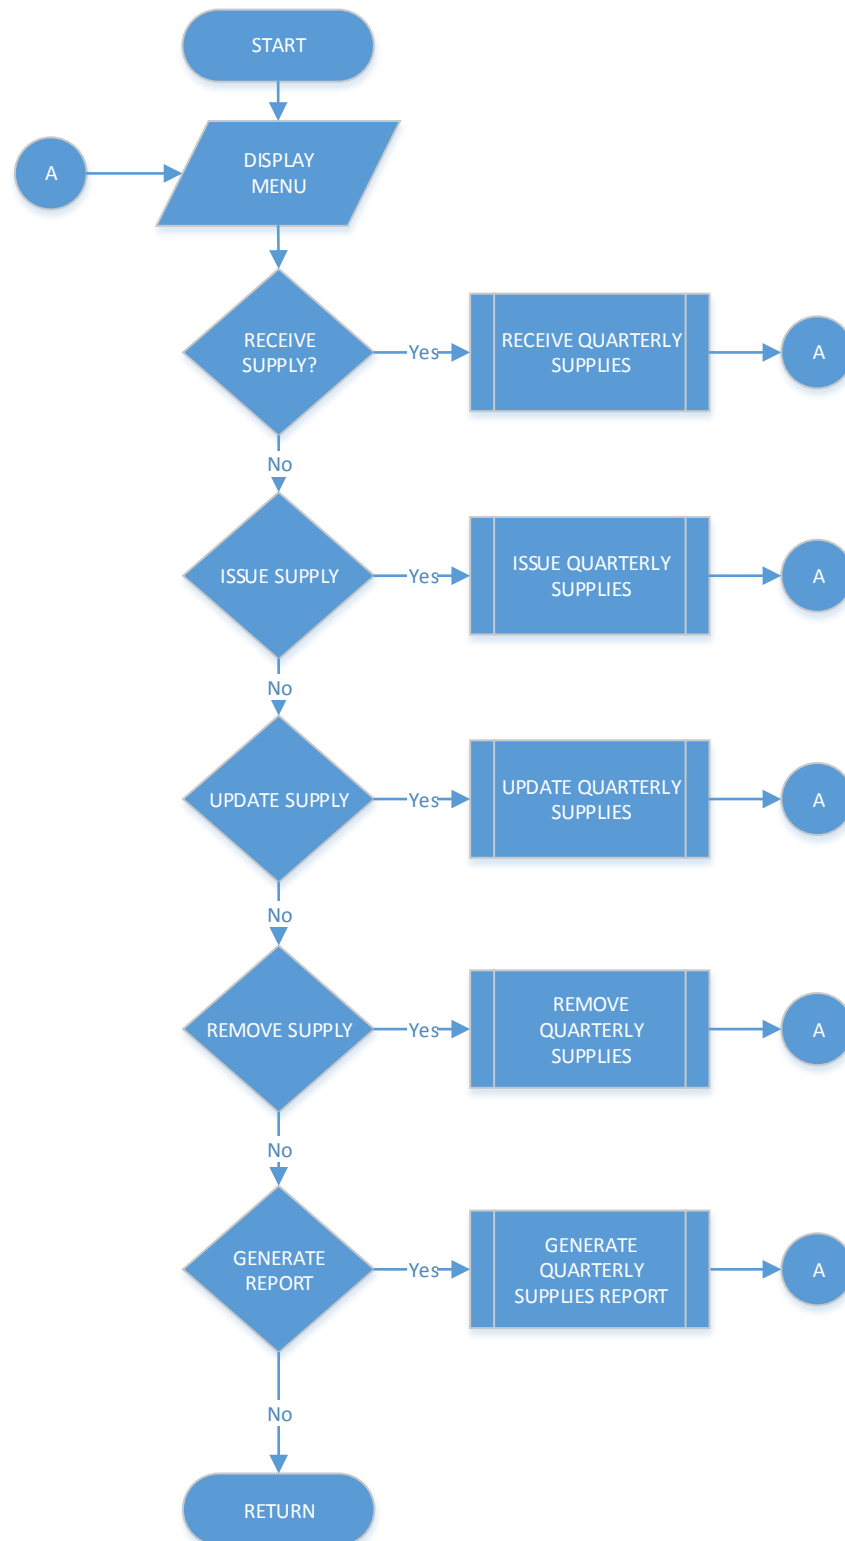 START
DISPLAY
MENU
A
RECEIVE
SUPPLY?
Yes
RECEIVE QUARTERLY
SUPPLIES
A
No
ISSUE SUPPLY
Yes
ISSUE QUARTERLY
SUPPLIES
A
No
UPDATE SUPPLY
Yes
UPDATE QUARTERLY
SUPPLIES
A
No
REMOVE SUPPLY
Yes
REMOVE
QUARTERLY
SUPPLIES
A
No
GENERATE
REPORT
Yes
GENERATE
QUARTERLY
SUPPLIES REPORT
A
No
RETURN